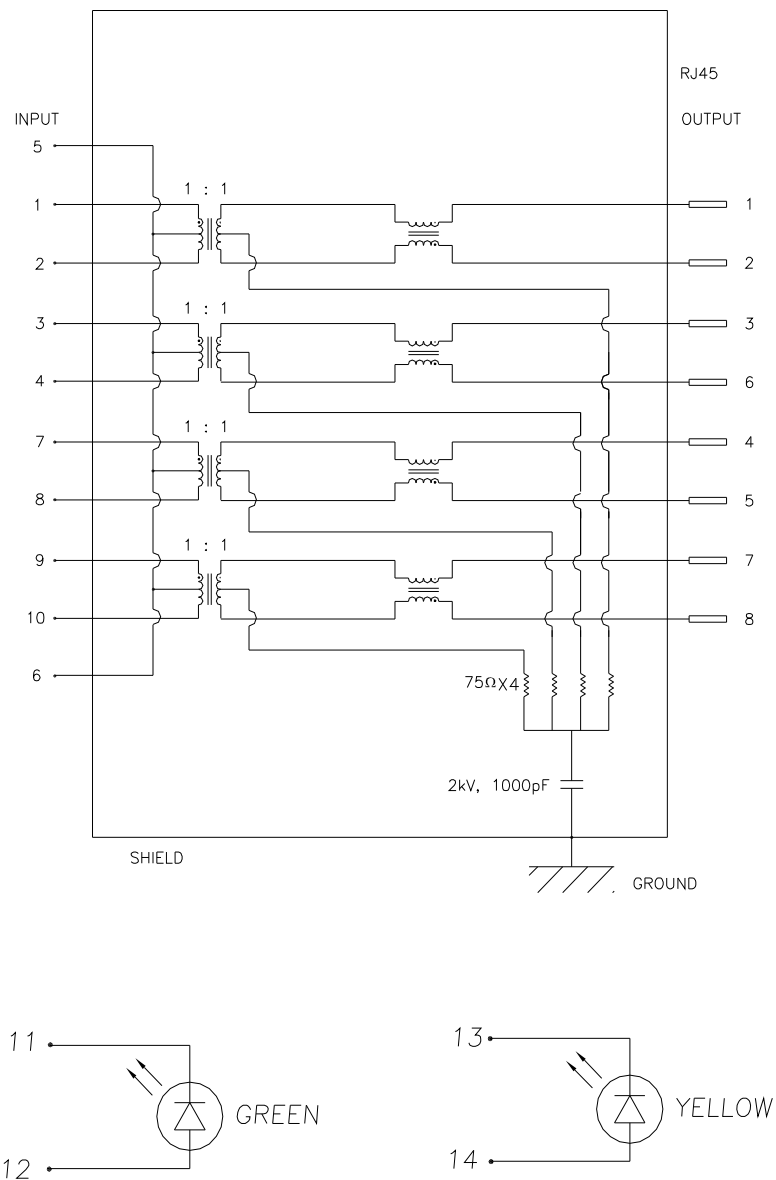 RJ45
INPUT
OUTPUT
5
1 : 1
1
1
2
2
1 : 1
3
3
4
6
1 : 1
7
4
8
5
1 : 1
9
7
10
8
6
75ΩX4
2kV, 1000pF
SHIELD
GROUND
11
13
GREEN
YELLOW
12
14